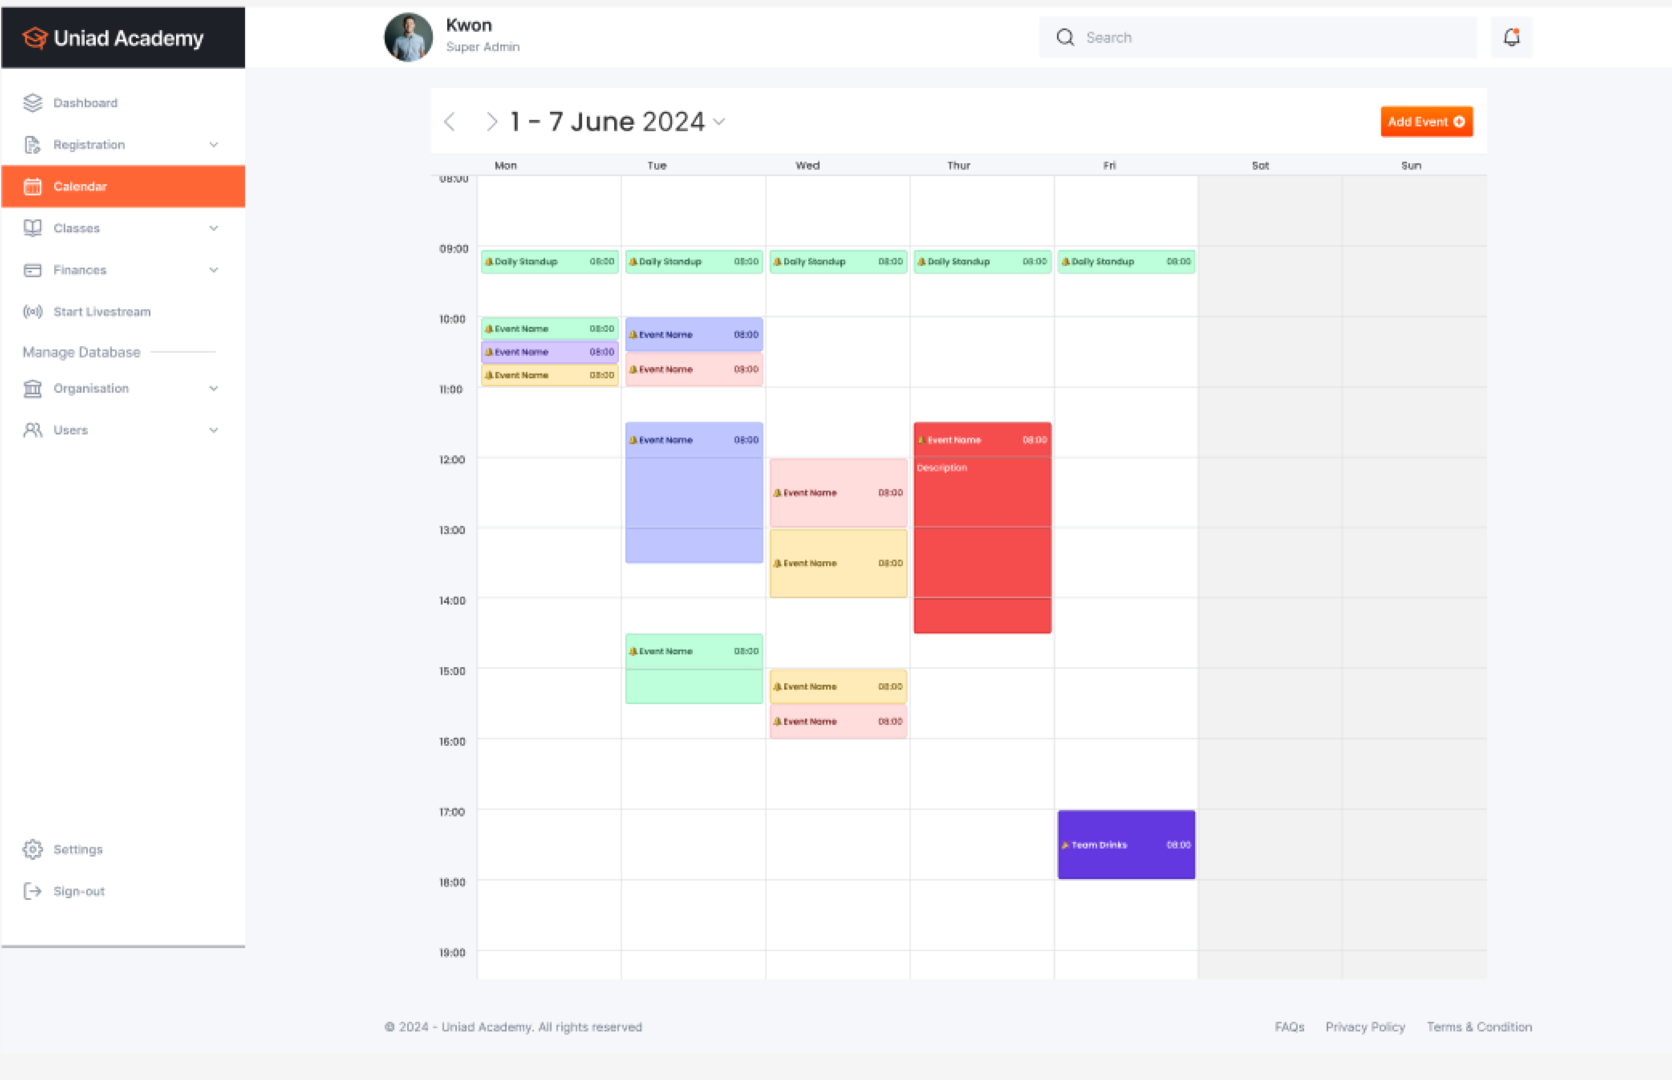 Uniad Academy
Kwon
Super Admin
Search
Dashboard
Registration
Calendar
Classes
Finances
Start Livestream
Manage Database
Organisation
Users
Settings
Sign-out
1 - 7 June 2024
Add Event
Mon Tue Wed Thur Fri Sat Sun
08:00
09:00
Daily Standup 08:00 Daily Standup 08:00 Daily Standup 08:00 Daily Standup 08:00 Daily Standup 08:00
10:00
Event Name 08:00 Event Name 08:00
Event Name 08:00
Event Name 08:00 Event Name 08:00
11:00
Event Name 08:00 Event Name 08:00
12:00
Description
Event Name 08:00
13:00
Event Name 08:00
14:00
Event Name 08:00
15:00
Event Name 08:00
Event Name 08:00
16:00
17:00
Team Drinks 08:00
18:00
19:00
© 2024 - Uniad Academy. All rights reserved
FAQs Privacy Policy Terms & Condition